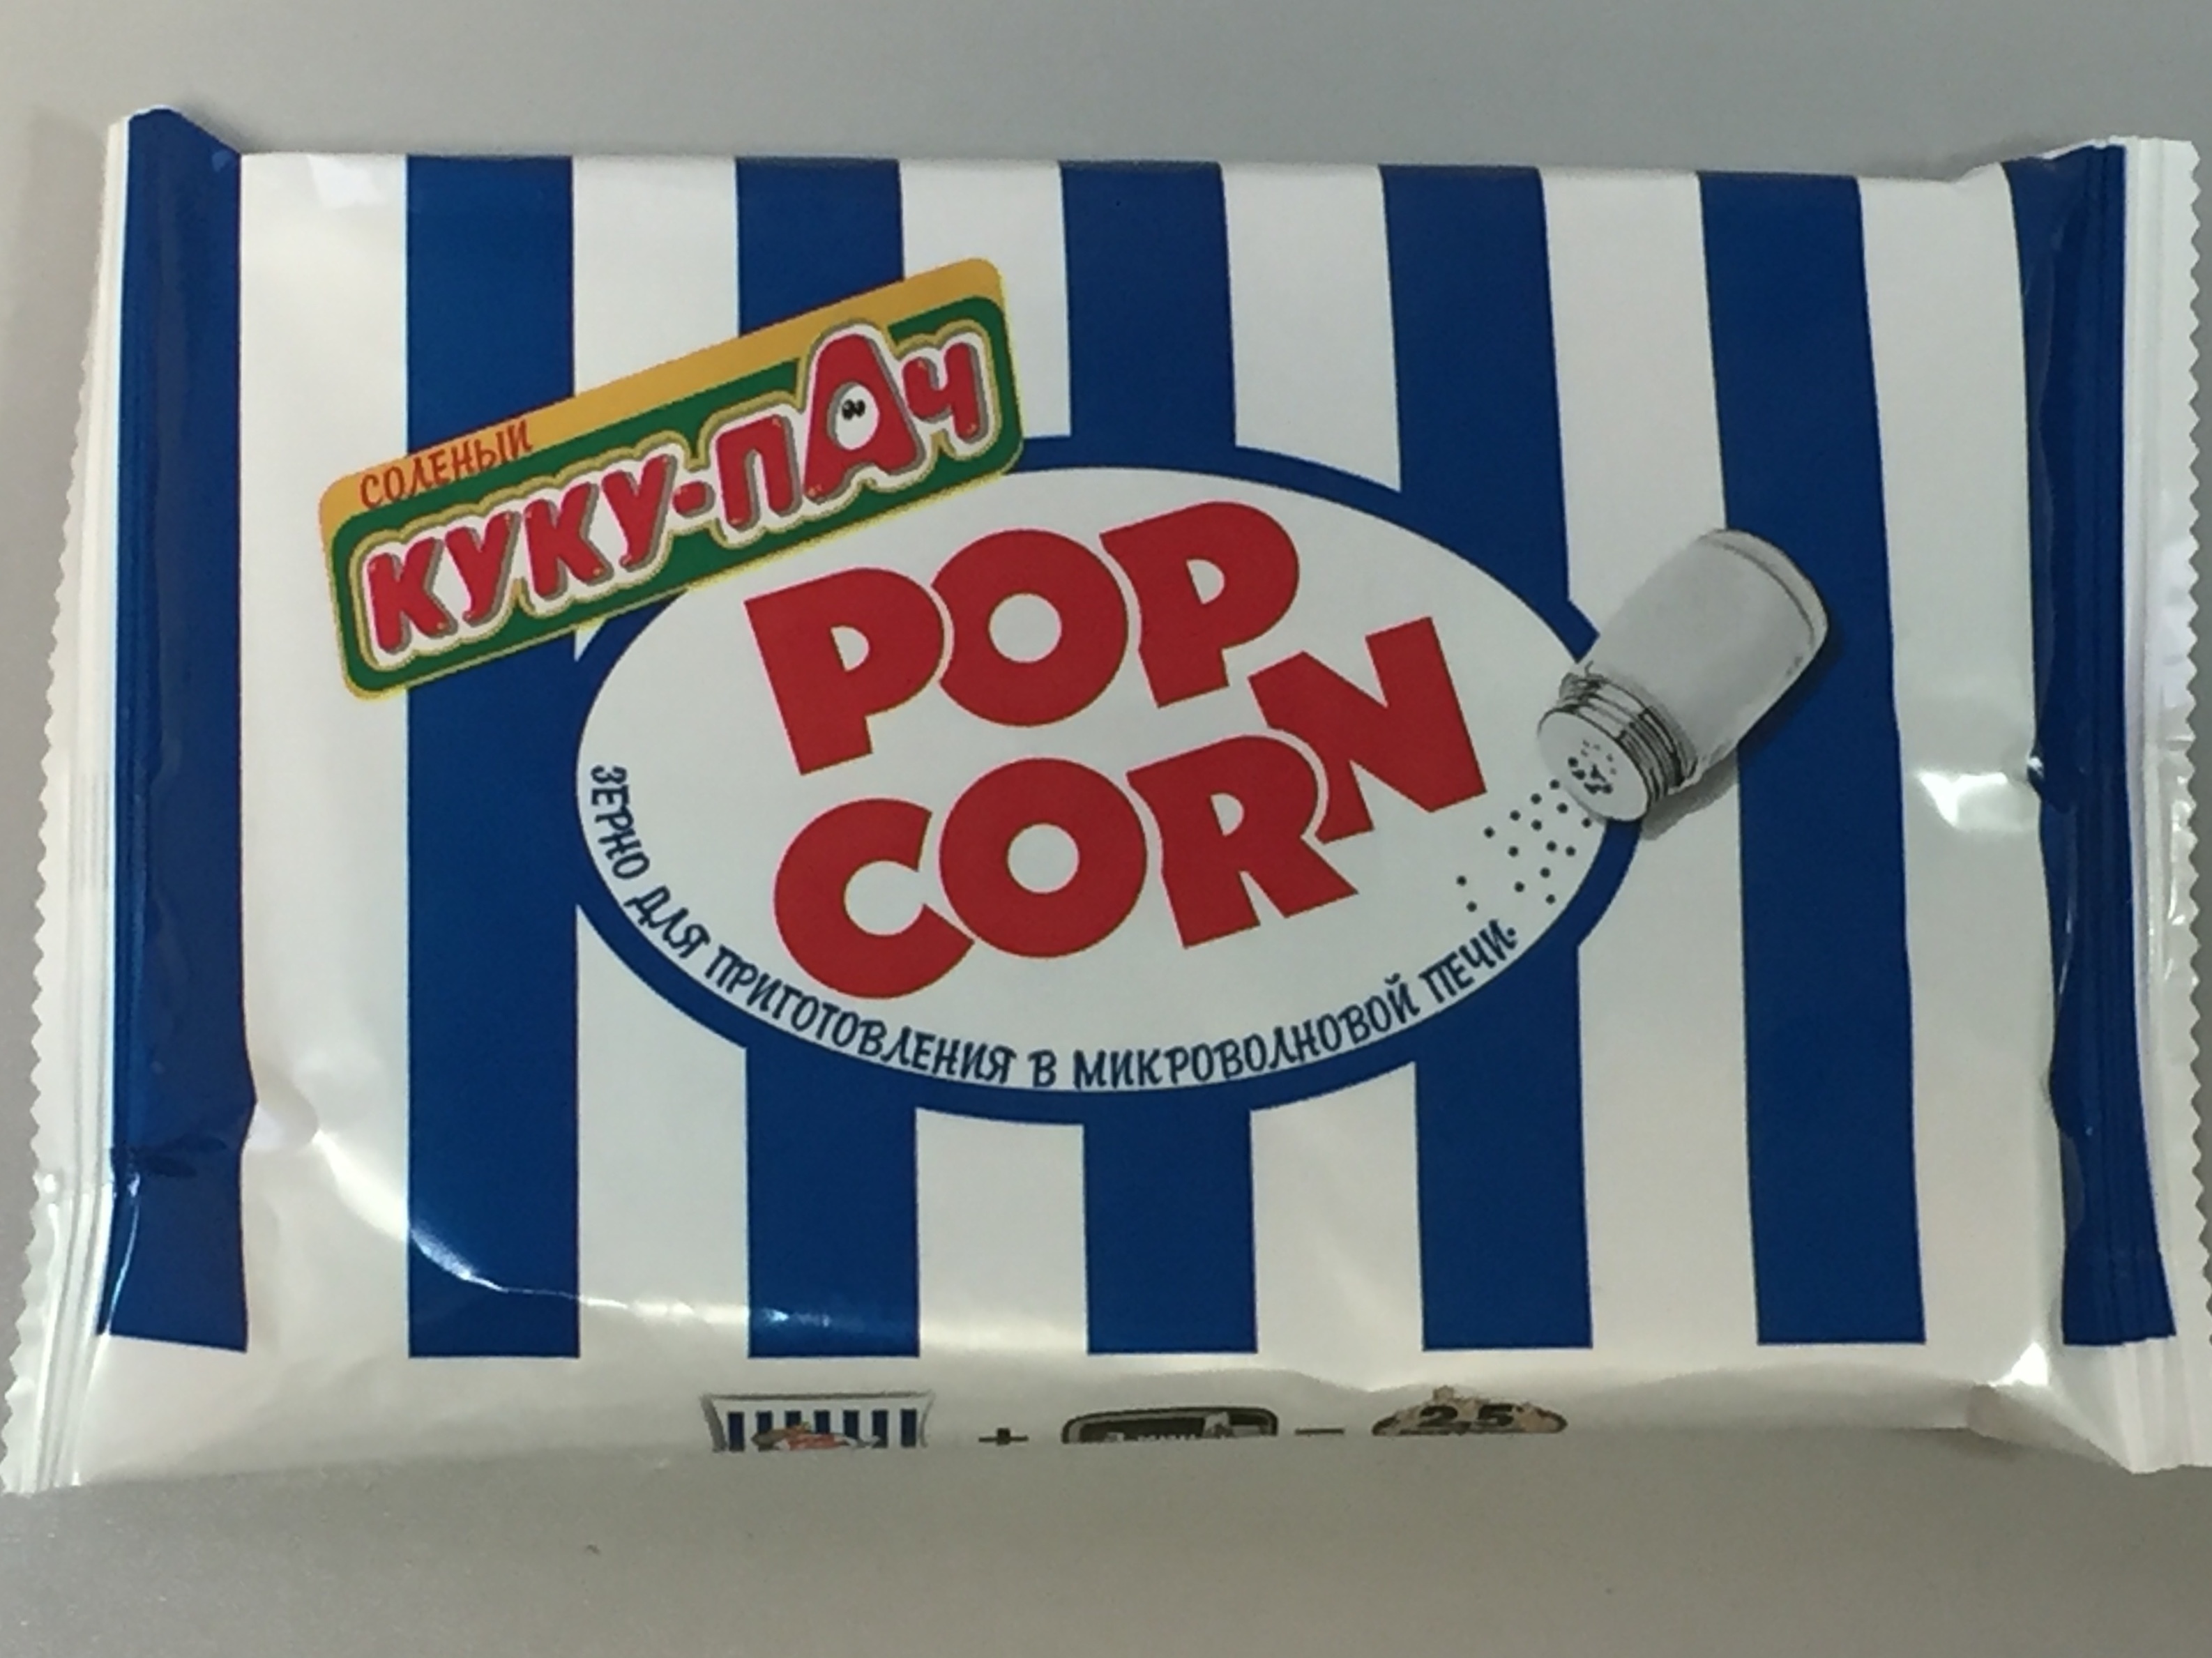 СОЛЕНЫЙ
КУКУ-ПАЧ
POP
CORN
ЗЕРНО ДЛЯ ПРИГОТОВЛЕНИЯ В МИКРОВОЛНОВОЙ ПЕЧИ.
+ = 2,5